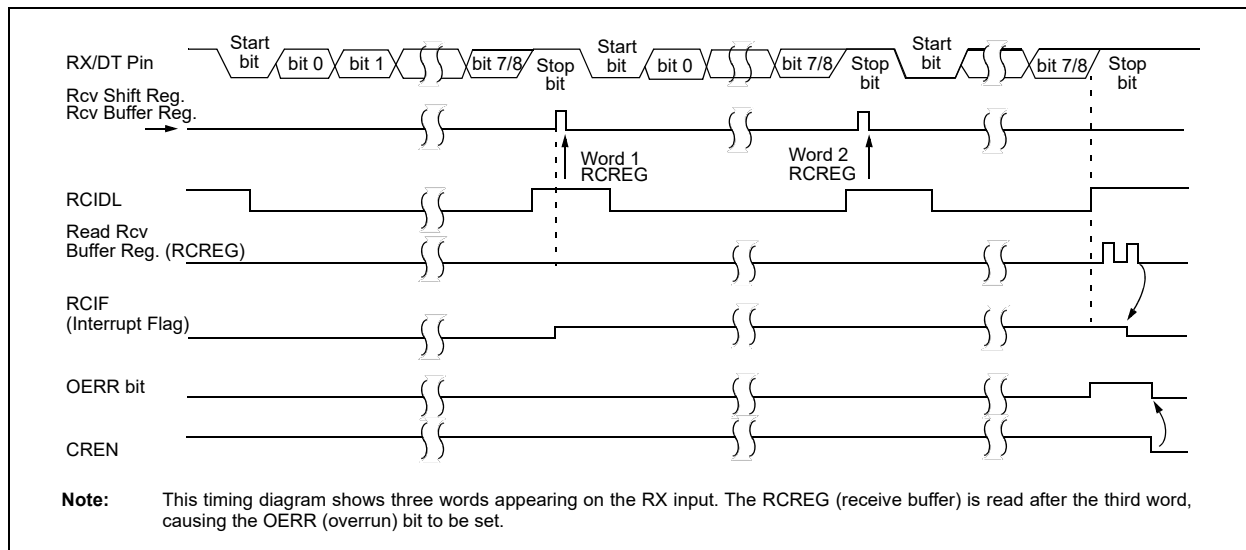 Start bit
bit 0
bit 1
bit 7/8
Stop bit
Start bit
bit 0
bit 7/8
Stop bit
Start bit
bit 7/8
Stop bit
RX/DT Pin
Rcv Shift Reg.
Rcv Buffer Reg.
Word 1
RCREG
Word 2
RCREG
RCIDL
Read Rcv
Buffer Reg. (RCREG)
RCIF
(Interrupt Flag)
OERR bit
CREN
Note: This timing diagram shows three words appearing on the RX input. The RCREG (receive buffer) is read after the third word,
causing the OERR (overrun) bit to be set.